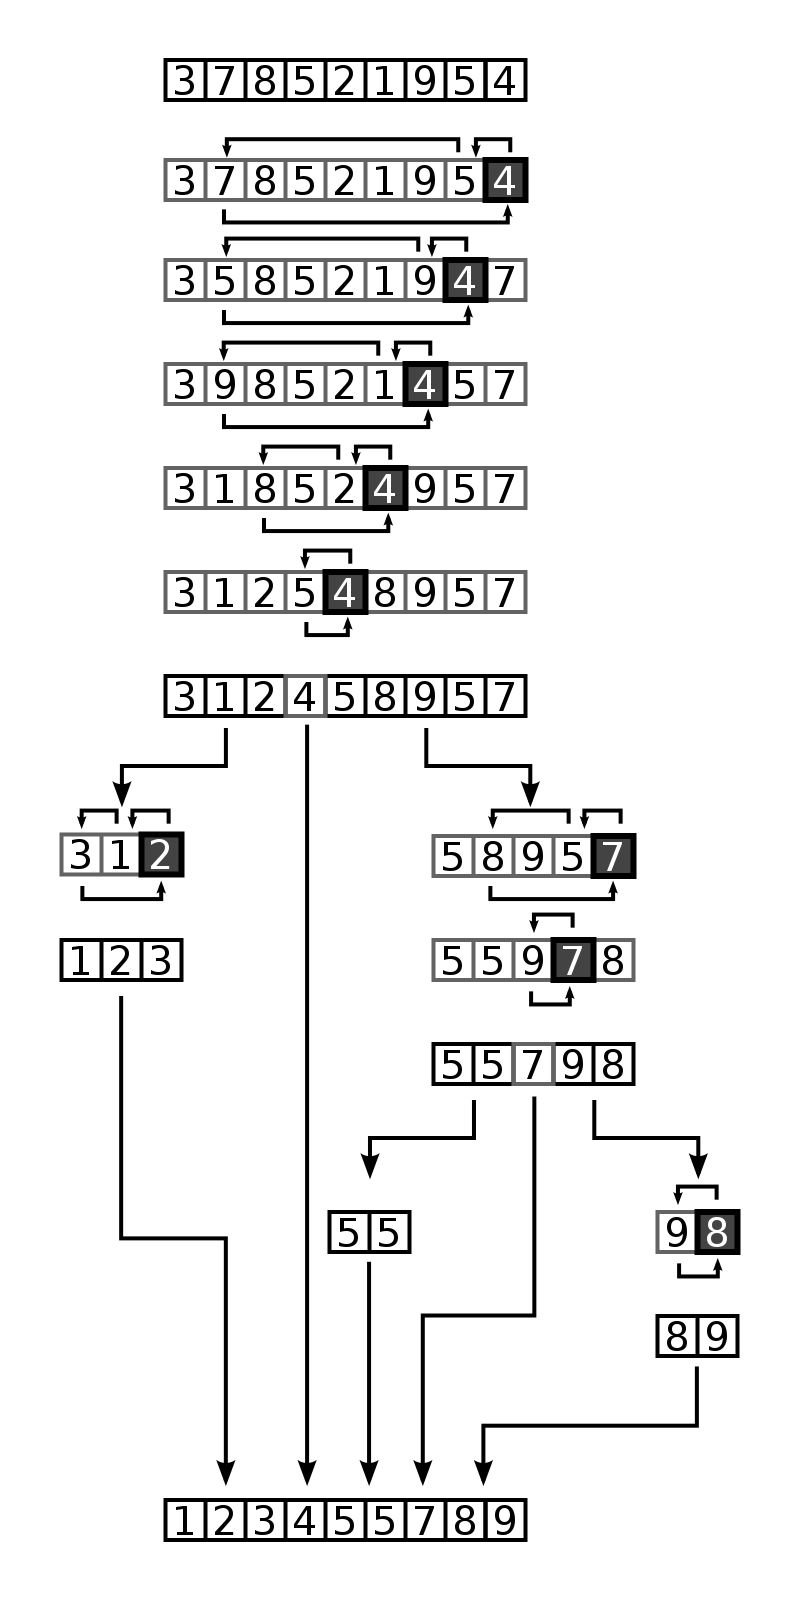 3 7 8 5 2 1 9 5 4
3 7 8 5 2 1 9 5 4
3 5 8 5 2 1 9 4 7
3 9 8 5 2 1 4 5 7
3 1 8 5 2 4 9 5 7
3 1 2 5 4 8 9 5 7
3 1 2 4 5 8 9 5 7
3 1 2
5 8 9 5 7
1 2 3
5 5 9 7 8
5 5 7 9 8
5 5
9 8
8 9
1 2 3 4 5 5 7 8 9